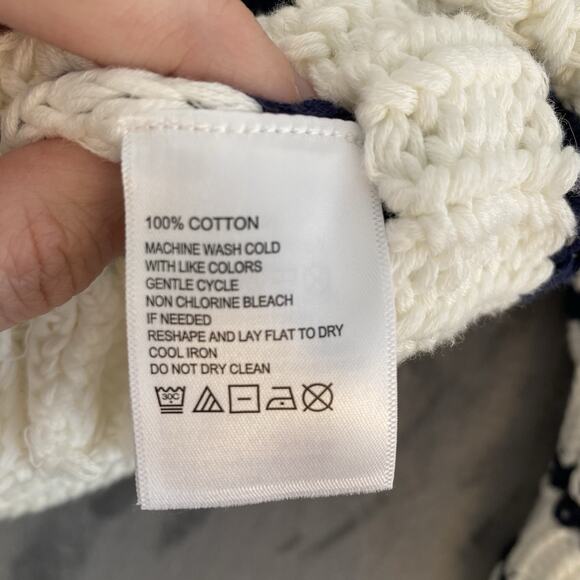 100% COTTON
MACHINE WASH COLD
WITH LIKE COLORS
GENTLE CYCLE
NON CHLORINE BLEACH
IF NEEDED
RESHAPE AND LAY FLAT TO DRY
COOL IRON
DO NOT DRY CLEAN
30C